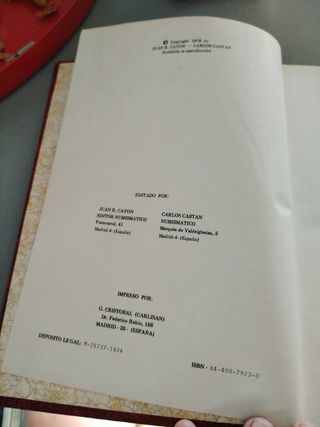 © Copyright 1978 by
JUAN R. CAYON - CARLOS CASTAN
Prohibida la reproducción
EDITADO POR:
JUAN R. CAYON
EDITOR NUMISMATICO
Fuencarral, 41
Madrid-4- (España)
CARLOS CASTAN
NUMISMATICO
Marqués de Valdeiglesias, 2
Madrid-4- (España)
IMPRESO POR:
G. CRISTOBAL (CARLISAN)
Dr. Federico Rubio, 168
MADRID - 20 - (ESPAÑA)
DEPOSITO LEGAL: M-26737-1974
ISBN - 84-400-7923-0